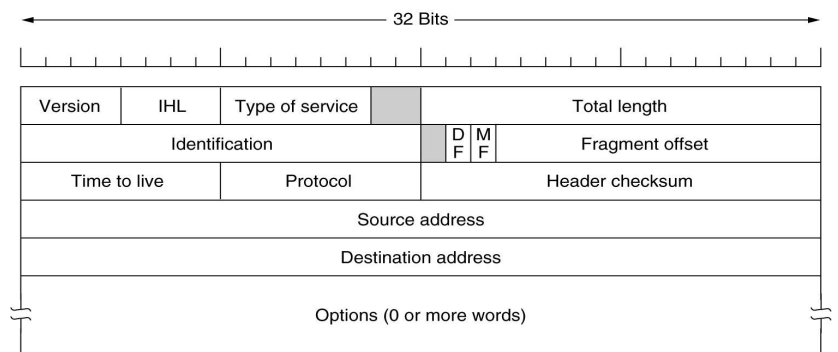 32 Bits
Version IHL Type of service Total length
Identification D F M F Fragment offset
Time to live Protocol Header checksum
Source address
Destination address
Options (0 or more words)